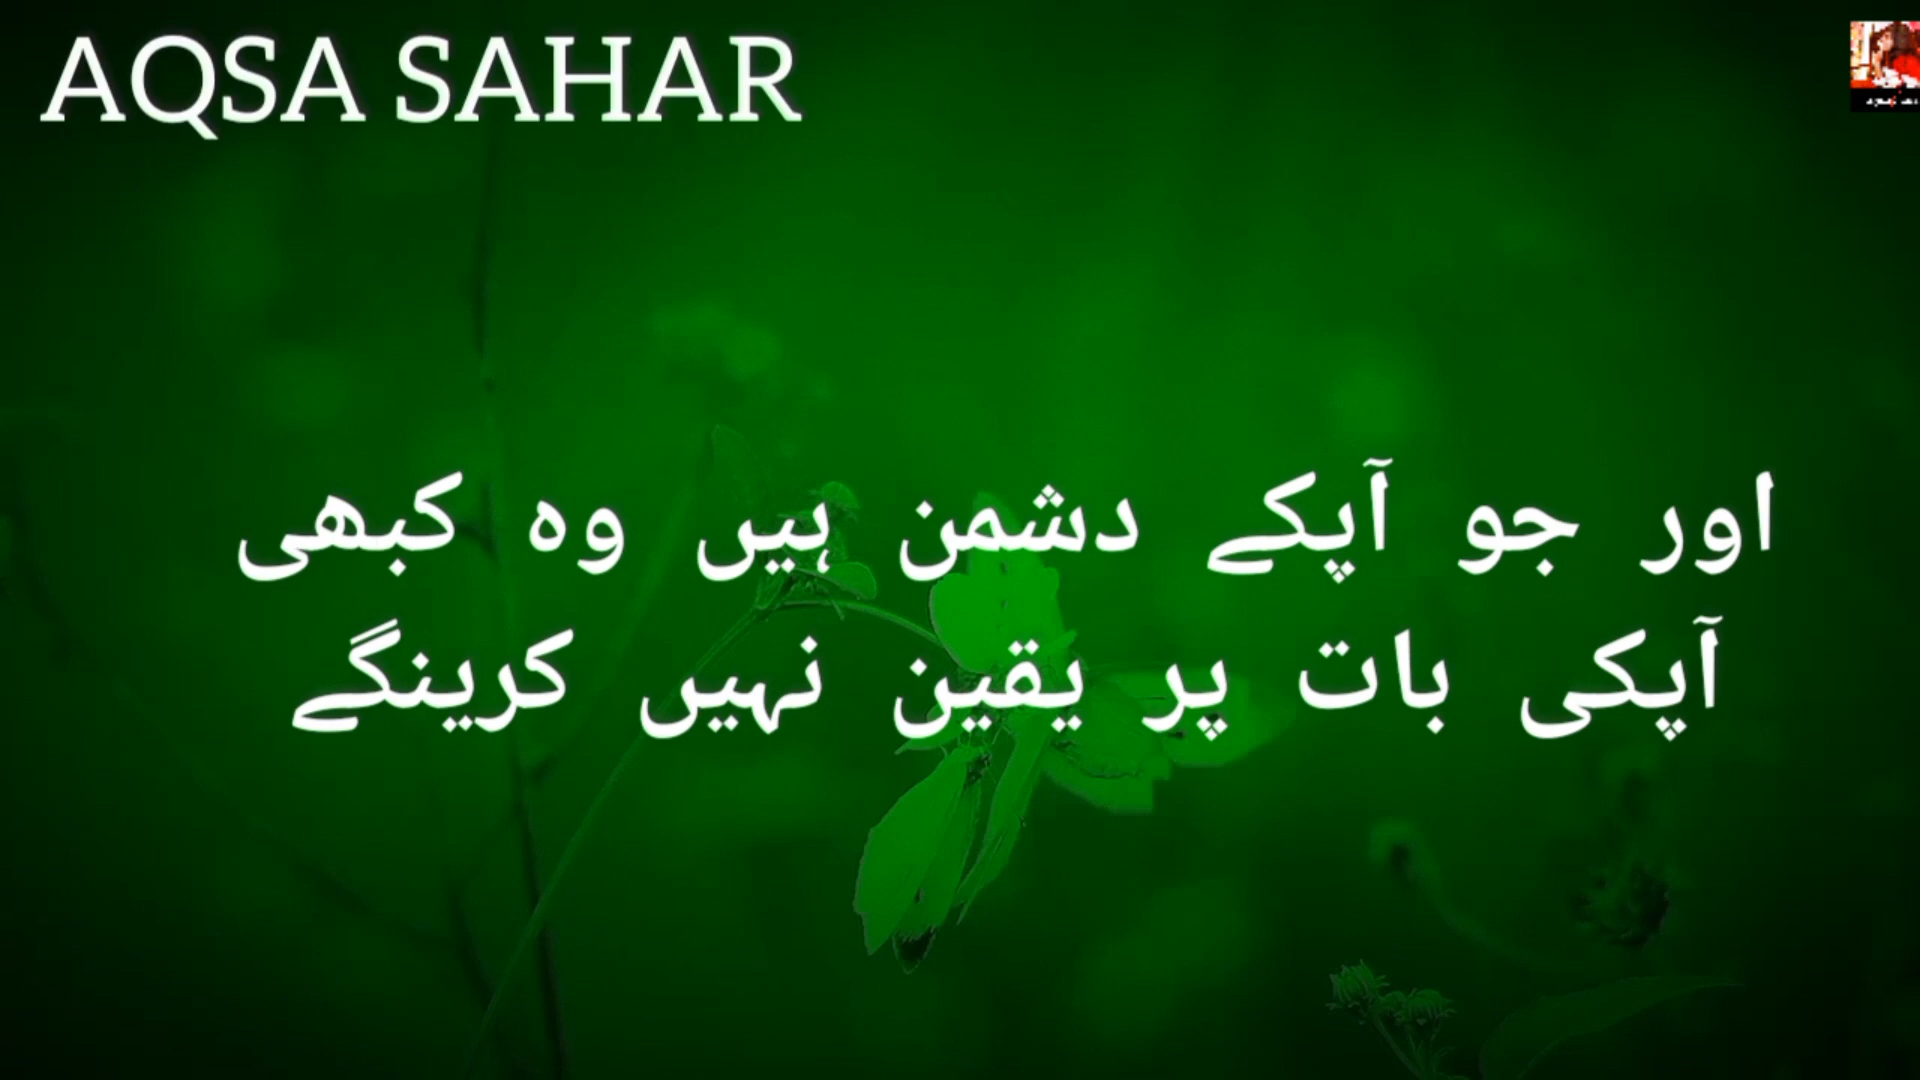 AQSA SAHAR
اور جو آپکے دشمن ہیں وہ کبھی
آپکی بات پر یقین نہیں کرینگے